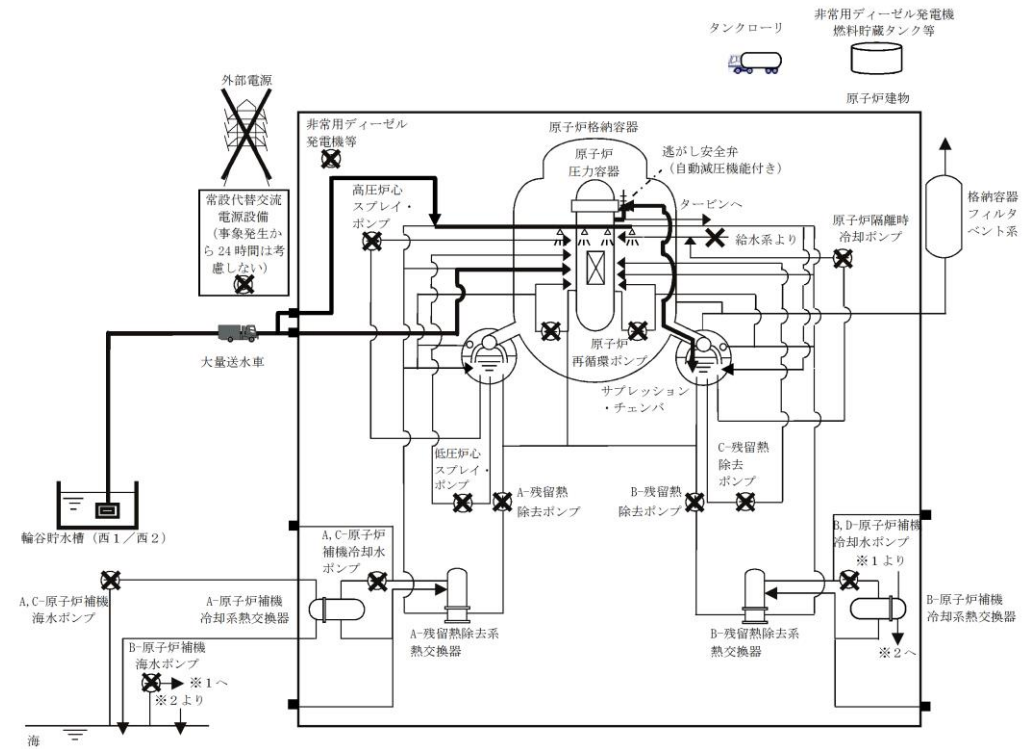 タンクローリ
非常用ディーゼル発電機
燃料貯蔵タンク等
原子炉建物
外部電源
非常用ディーゼル
発電機等
原子炉格納容器
原子炉
圧力容器
逃がし安全弁
(自動減圧機能付き)
常設代替交流
電源設備
(事象発生か
ら24時間は考
慮しない)
高圧炉心
スプレイ・
ポンプ
タービンへ
給水系より
原子炉隔離時
冷却ポンプ
格納容器
フィルタ
ベント系
大量送水車
原子炉
再循環ポンプ
サプレッション
・チェンバ
低圧炉心
スプレイ・
ポンプ
A-残留熱
除去ポンプ
B-残留熱
除去ポンプ
C-残留熱
除去
ポンプ
輪谷貯水槽(西1/西2)
A,C-原子炉
補機冷却水
ポンプ
B,D-原子炉補機
冷却水ポンプ
※1より
A,C-原子炉補機
海水ポンプ
A-原子炉補機
冷却系熱交換器
A-残留熱除去系
熱交換器
B-残留熱除去系
熱交換器
B-原子炉補機
冷却系熱交換器
※2へ
B-原子炉補機
海水ポンプ
※1へ
※2より
海